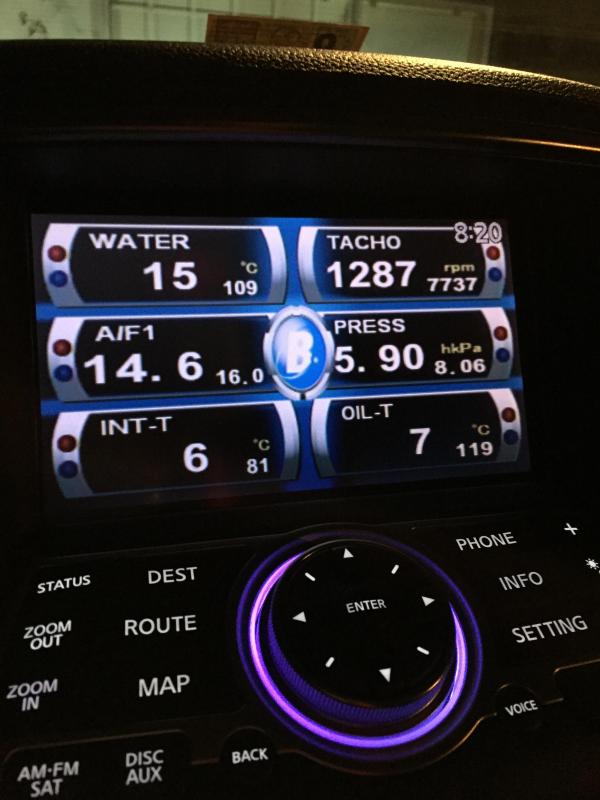 8
8:20
WATER
15 °C 109
TACHO
1287 rpm 7737
A/F1
14.6 16.0
B.
PRESS
5.90 hkPa 8.06
INT-T
6 °C 81
OIL-T
7 °C 119
STATUS
DEST
PHONE
+
ZOOM
OUT
ROUTE
ENTER
INFO
ZOOM
IN
MAP
SETTING
AM·FM
SAT
DISC
AUX
BACK
VOICE